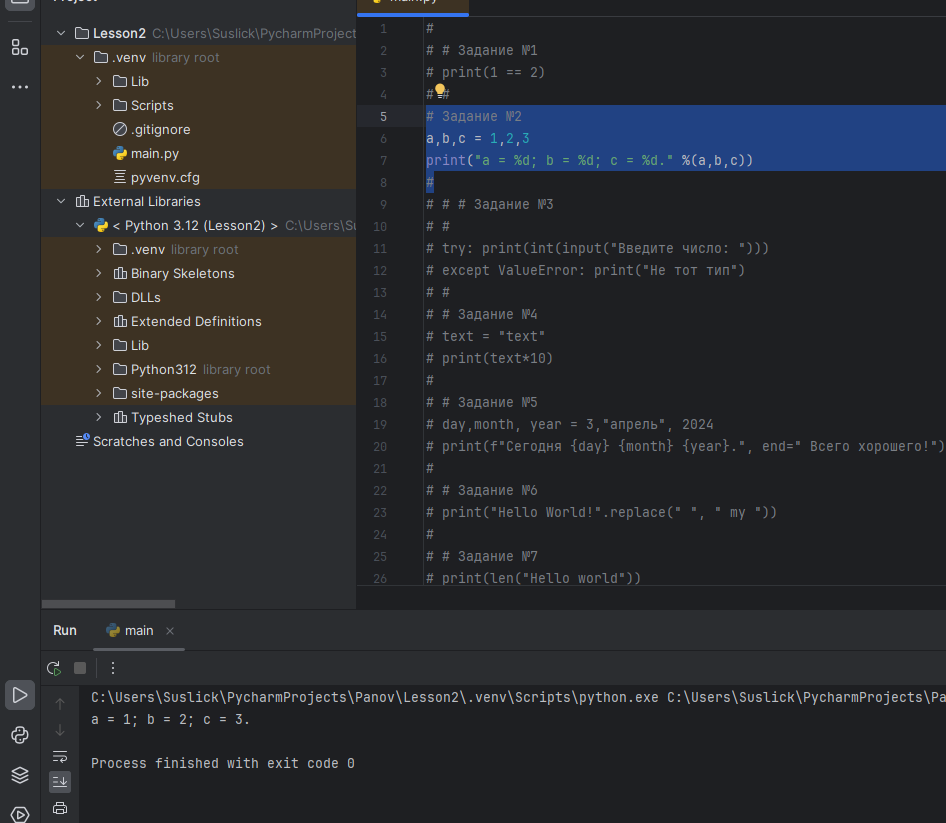 Lesson2 C:\Users\Suslick\PycharmProject
.venv library root
Lib
Scripts
.gitignore
main.py
pyvenv.cfg
External Libraries
< Python 3.12 (Lesson2) > C:\Users\Su
.venv library root
Binary Skeletons
DLLs
Extended Definitions
Lib
Python312 library root
site-packages
Typeshed Stubs
Scratches and Consoles
1 #
2 # # Задание №1
3 # print(1 == 2)
4 # #
5 # Задание №2
6 a,b,c = 1,2,3
7 print("a = %d; b = %d; c = %d." %(a,b,c))
8 #
9 # # # Задание №3
10 # #
11 # try: print(int(input("Введите число: ")))
12 # except ValueError: print("Не тот тип")
13 # #
14 # # Задание №4
15 # text = "text"
16 # print(text*10)
17 #
18 # # Задание №5
19 # day,month, year = 3,"апрель", 2024
20 # print(f"Сегодня {day} {month} {year}.", end=" Всего хорошего!")
21 #
22 # # Задание №6
23 # print("Hello World!".replace(" ", " my "))
24 #
25 # # Задание №7
26 # print(len("Hello world"))
Run main
C:\Users\Suslick\PycharmProjects\Panov\Lesson2\.venv\Scripts\python.exe C:\Users\Suslick\PycharmProjects\Pa
a = 1; b = 2; c = 3.
Process finished with exit code 0